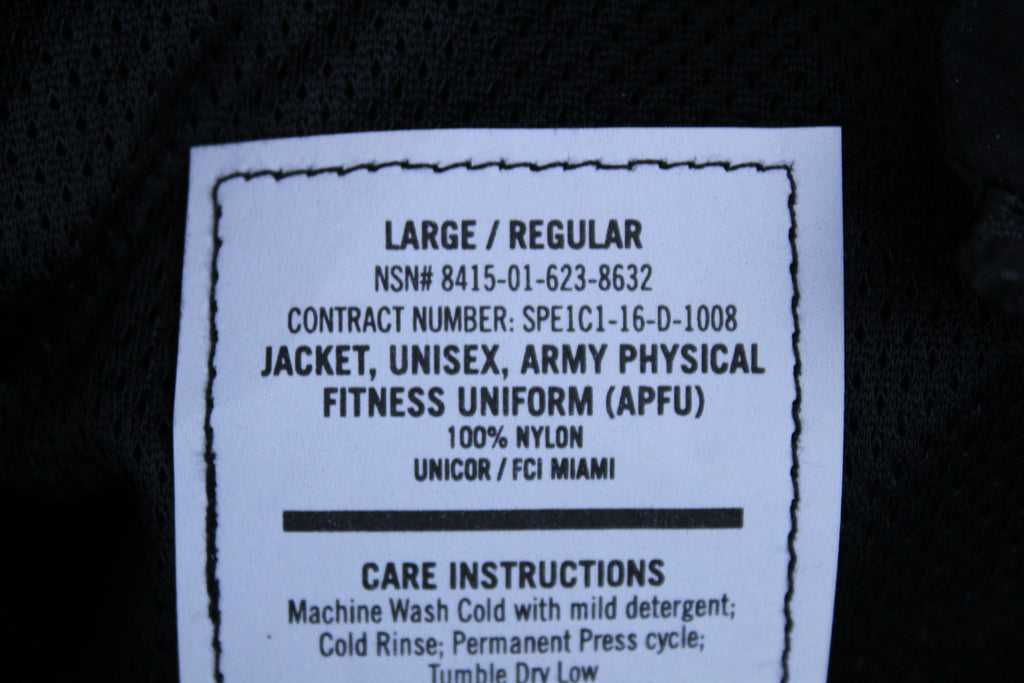 LARGE / REGULAR
NSN# 8415-01-623-8632
CONTRACT NUMBER: SPE1C1-16-D-1008
JACKET, UNISEX, ARMY PHYSICAL
FITNESS UNIFORM (APFU)
100% NYLON
UNICOR / FCI MIAMI
CARE INSTRUCTIONS
Machine Wash Cold with mild detergent;
Cold Rinse; Permanent Press cycle;
Tumble Dry Low